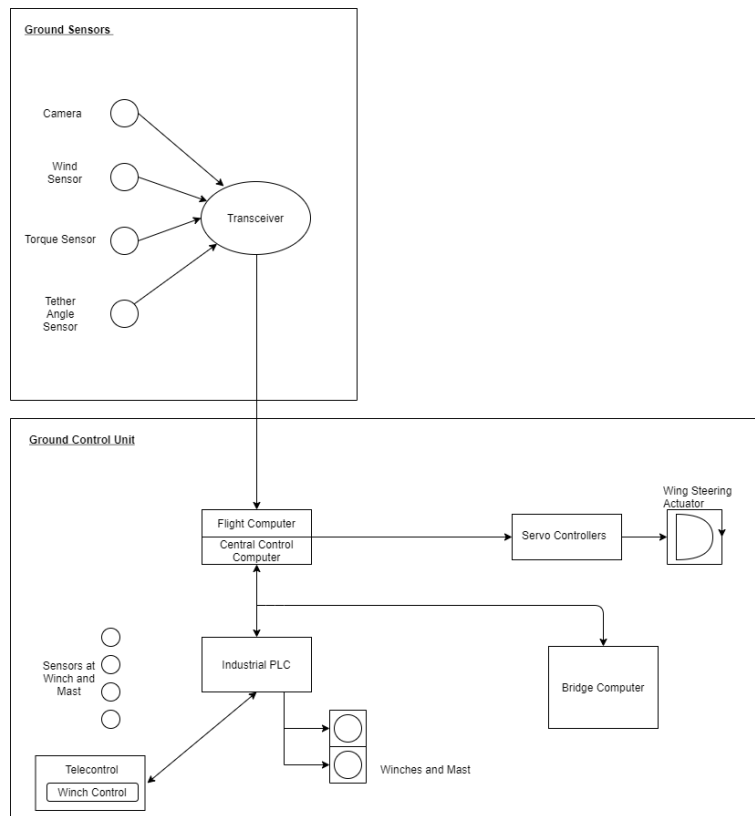 Ground Sensors
Camera
Wind
Sensor
Transceiver
Torque Sensor
Tether
Angle
Sensor
Ground Control Unit
Wing Steering
Actuator
Flight Computer
Central Control
Computer
Servo Controllers
Sensors at
Winch and
Mast
Industrial PLC
Bridge Computer
Telecontrol
Winch Control
Winches and Mast